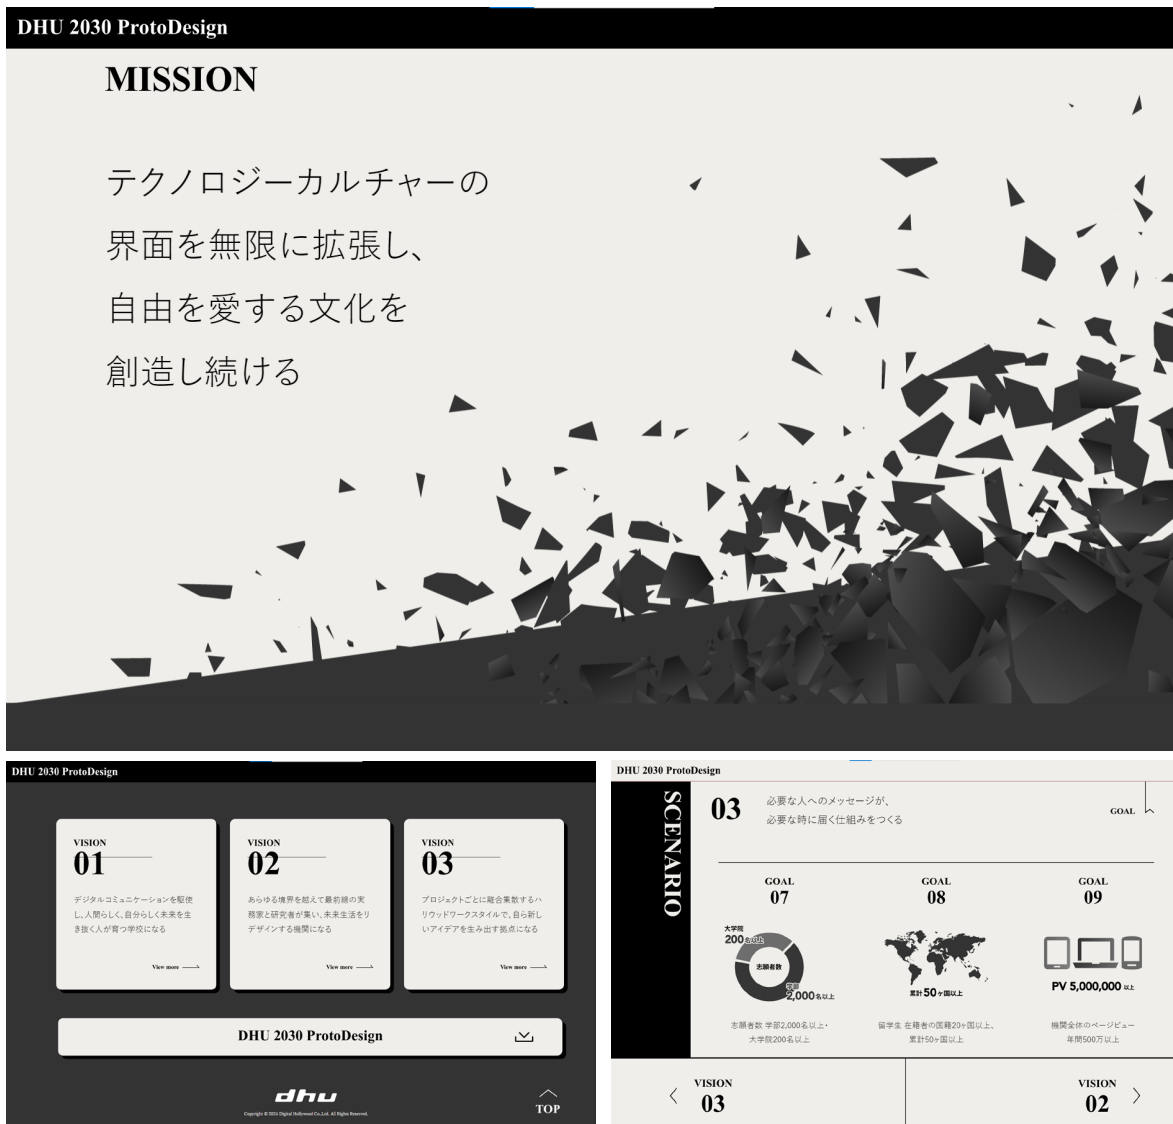 DHU 2030 ProtoDesign
MISSION
テクノロジーカルチャーの
界面を無限に拡張し、
自由を愛する文化を
創造し続ける
DHU 2030 ProtoDesign
VISION
01
デジタルコミュニケーションを駆使
し、人間らしく、自分らしく未来を生
き抜く人が育つ学校になる
View more
VISION
02
あらゆる境界を越えて最前線の実
務家と研究者が集い、未来生活をリ
デザインする機関になる
View more
VISION
03
プロジェクトごとに離合集散するハ
リウッドワークスタイルで、自ら新し
いアイデアを生み出す拠点になる
View more
DHU 2030 ProtoDesign
dhu
Copyright © 2024 Digital Hollywood Co.,Ltd. All Rights Reserved.
TOP
DHU 2030 ProtoDesign
SCENARIO
03
必要な人へのメッセージが、
必要な時に届く仕組みをつくる
GOAL
GOAL
07
大学院
200名以上
志願者数
学部
2,000名以上
志願者数 学部2,000名以上・
大学院200名以上
GOAL
08
累計50ヶ国以上
留学生 在籍者の国籍20ヶ国以上、
累計50ヶ国以上
GOAL
09
PV 5,000,000 以上
機関全体のページビュー
年間500万以上
VISION
03
VISION
02